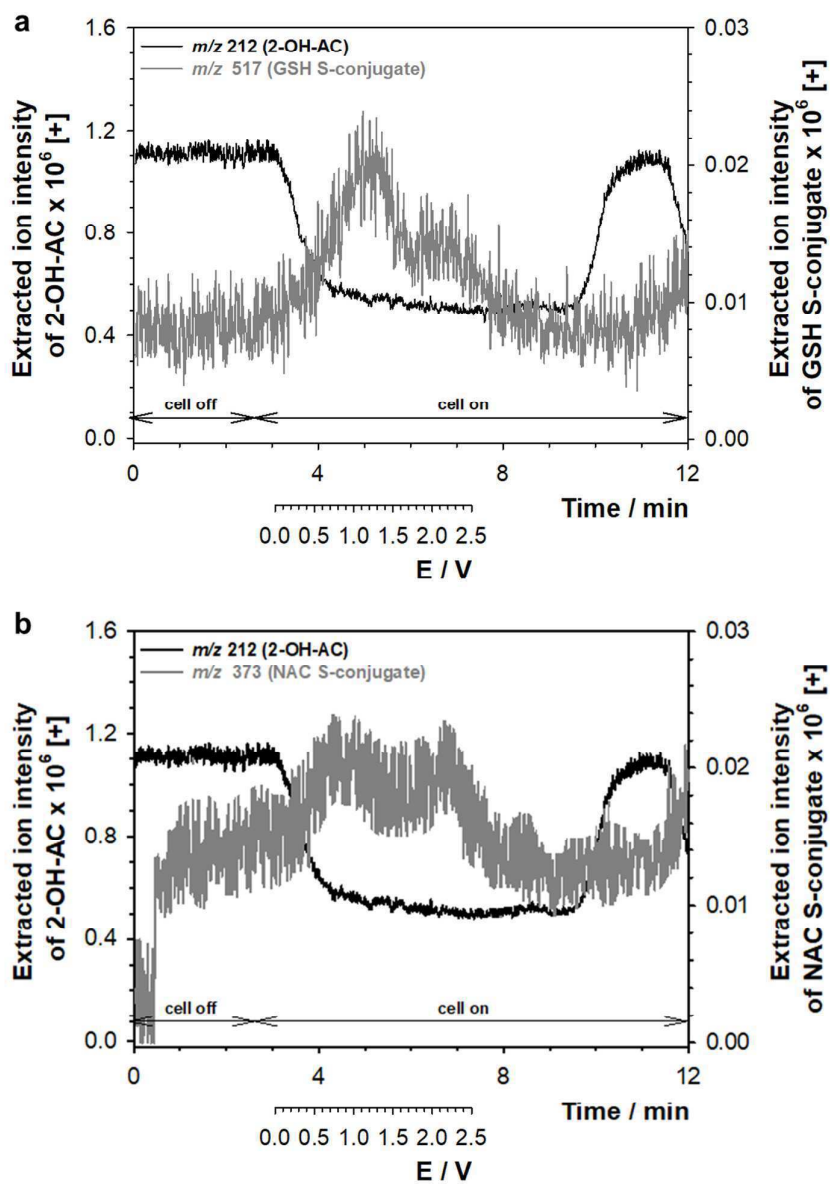 a
1.6
1.2
0.8
0.4
0.0
Extracted ion intensity
of 2-OH-AC x 10⁶ [+]
m/z 212 (2-OH-AC)
m/z 517 (GSH S-conjugate)
cell off
cell on
0.03
0.02
0.01
0.00
Extracted ion intensity
of GSH S-conjugate x 10⁶ [+]
0 4 8 12
Time / min
0.0 0.5 1.0 1.5 2.0 2.5
E / V
b
1.6
1.2
0.8
0.4
0.0
Extracted ion intensity
of 2-OH-AC x 10⁶ [+]
m/z 212 (2-OH-AC)
m/z 373 (NAC S-conjugate)
cell off
cell on
0.03
0.02
0.01
0.00
Extracted ion intensity
of NAC S-conjugate x 10⁶ [+]
0 4 8 12
Time / min
0.0 0.5 1.0 1.5 2.0 2.5
E / V